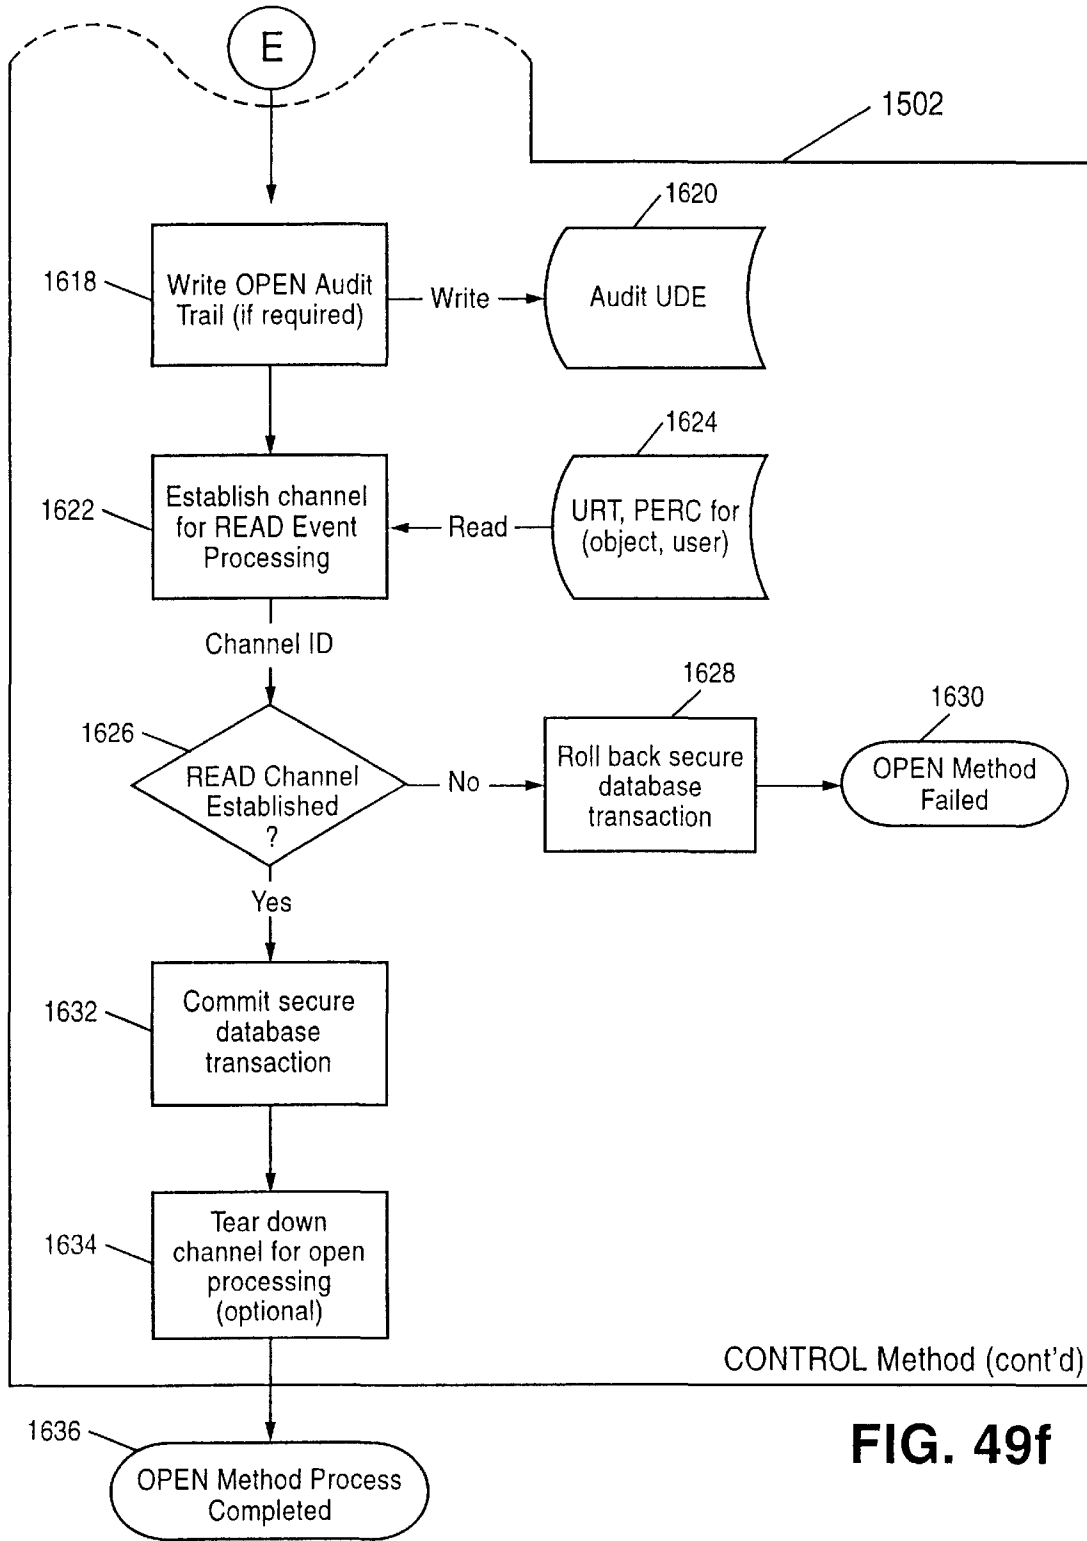 E
1502
1620
1618
Write OPEN Audit
Trail (if required)
Write
Audit UDE
1624
1622
Establish channel
for READ Event
Processing
Read
URT, PERC for
(object, user)
Channel ID
1628
1630
1626
READ Channel
Established
?
No
Roll back secure
database
transaction
OPEN Method
Failed
Yes
1632
Commit secure
database
transaction
1634
Tear down
channel for open
processing
(optional)
CONTROL Method (cont'd)
1636
OPEN Method Process
Completed
FIG. 49f